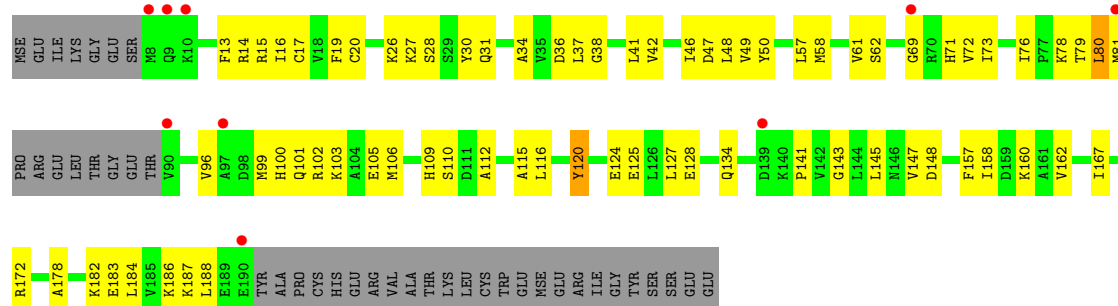 MSE GLU ILE LYS GLY GLU SER M8 Q9 K10 F13 R14 R15 I16 C17 V18 F19 C20 K26 K27 S28 S29 Y30 Q31 A34 V35 D36 L37 G38 L41 V42 I46 D47 L48 V49 Y50 L57 M58 V61 S62 G69 R70 H71 V72 I73 I76 P77 K78 T79 L80 M81
PRO ARG GLU LEU THR GLY GLU THR V90 V96 A97 D98 M99 H100 Q101 R102 K103 A104 E105 M106 H109 S110 D111 A112 A115 L116 Y120 E124 E125 L126 L127 E128 Q134 D139 K140 P141 V142 G143 L144 L145 N146 V147 D148 F157 I158 D159 K160 A161 V162 I167
R172 A178 K182 E183 L184 V185 K186 K187 L188 E189 E190 TYR ALA PRO CYS HIS GLU ARG VAL ALA THR LYS LEU CYS TRP GLU MSE GLU ARG ILE GLY TYR SER SER GLU GLU